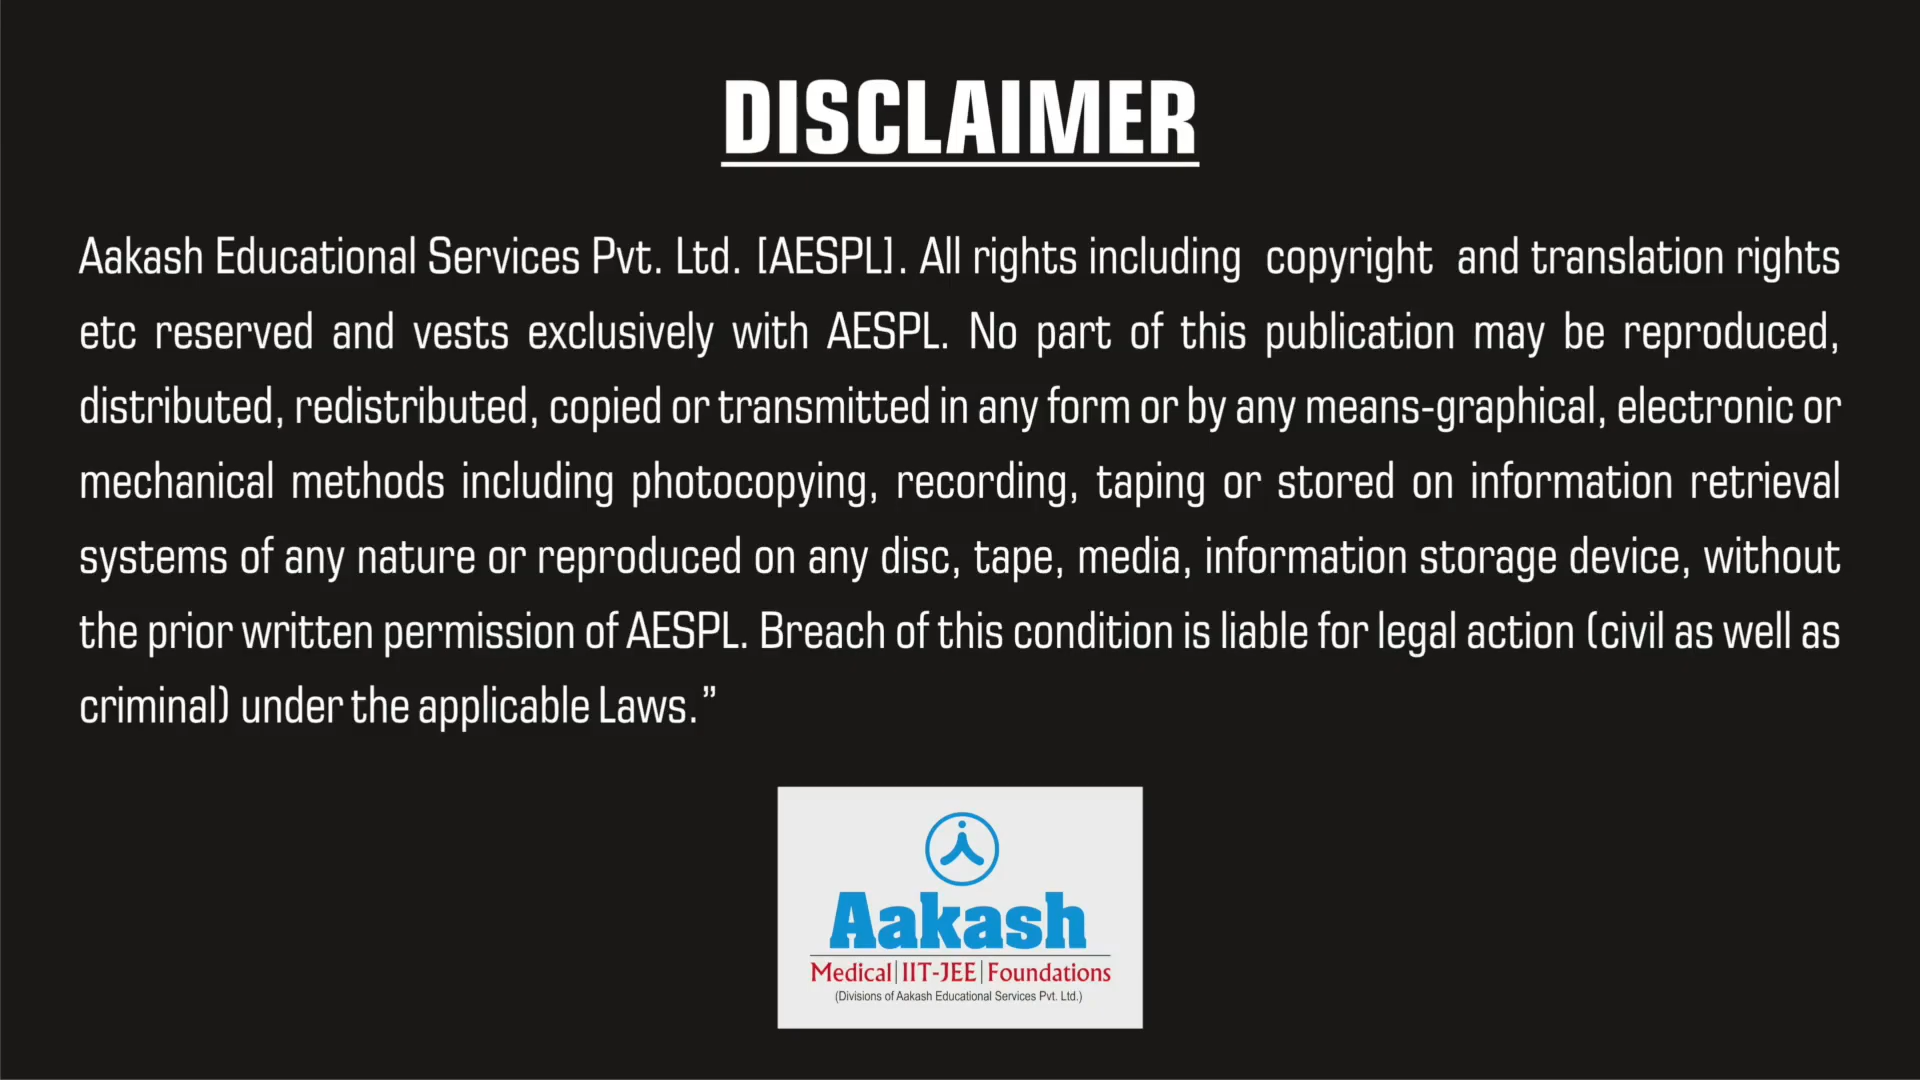 DISCLAIMER
Aakash Educational Services Pvt. Ltd. [AESPL]. All rights including copyright and translation rights
etc reserved and vests exclusively with AESPL. No part of this publication may be reproduced,
distributed, redistributed, copied or transmitted in any form or by any means-graphical, electronic or
mechanical methods including photocopying, recording, taping or stored on information retrieval
systems of any nature or reproduced on any disc, tape, media, information storage device, without
the prior written permission of AESPL. Breach of this condition is liable for legal action (civil as well as
criminal) under the applicable Laws.”
Aakash
Medical|IIT-JEE|Foundations
(Divisions of Aakash Educational Services Pvt. Ltd.)